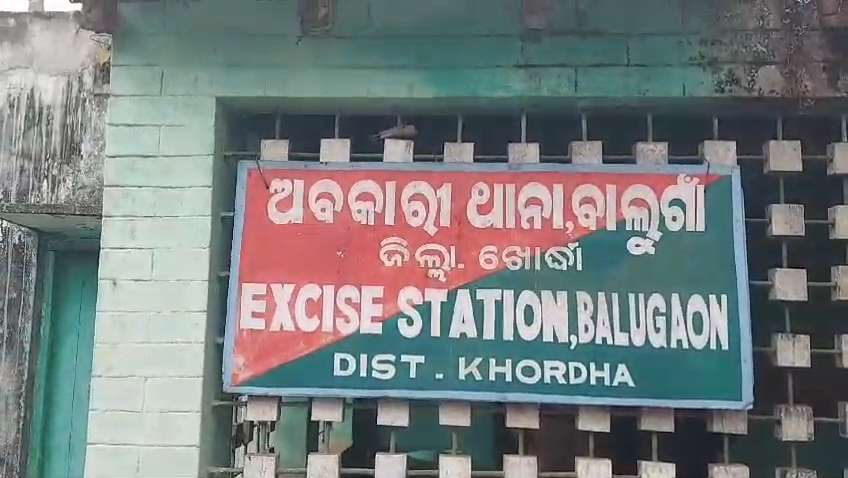 ଅବକାରୀ ଥାନା,ବାଲୁଗାଁ
ଜିଲ୍ଲା. ଖୋର୍ଦ୍ଧା
EXCISE STATION,BALUGAON
DIST. KHORDHA